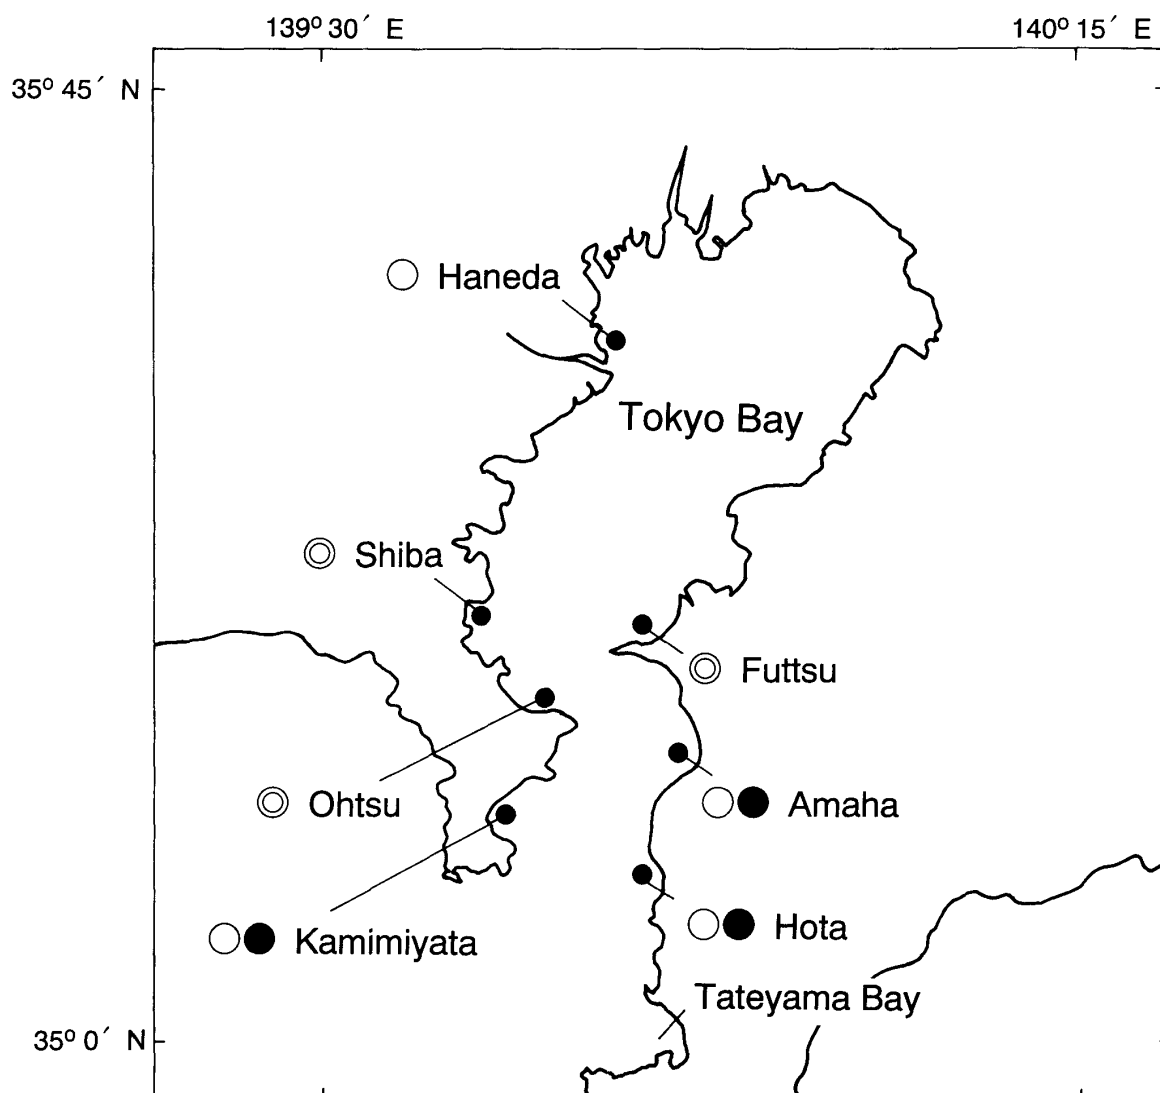 139° 30′ E
140° 15′ E
35° 45′ N
Haneda
Tokyo Bay
Shiba
Futtsu
Ohtsu
Amaha
Hota
Kamimiyata
Tateyama Bay
35° 0′ N